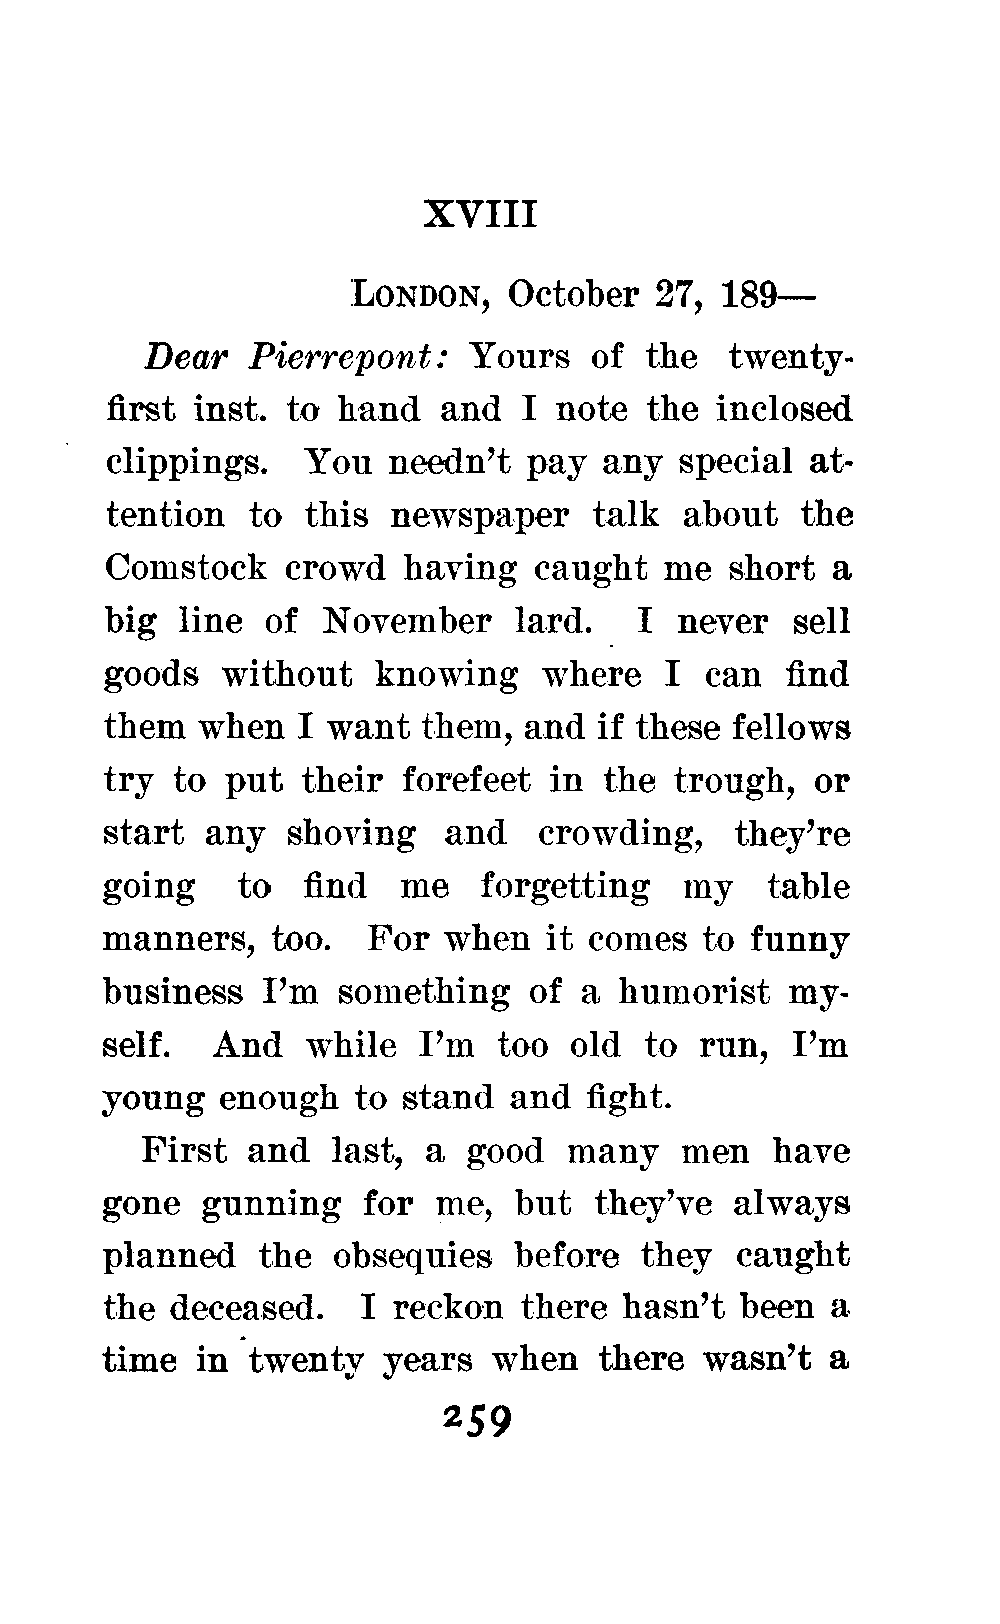 XVIII
London, October 27, 189—
Dear Pierrepont: Yours of the twenty-
first inst. to hand and I note the inclosed
clippings. You needn't pay any special at-
tention to this newspaper talk about the
Comstock crowd having caught me short a
big line of November lard. I never sell
goods without knowing where I can find
them when I want them, and if these fellows
try to put their forefeet in the trough, or
start any shoving and crowding, they're
going to find me forgetting my table
manners, too. For when it comes to funny
business I'm something of a humorist my-
self. And while I'm too old to run, I'm
young enough to stand and fight.
First and last, a good many men have
gone gunning for me, but they've always
planned the obsequies before they caught
the deceased. I reckon there hasn't been a
time in twenty years when there wasn't a
259